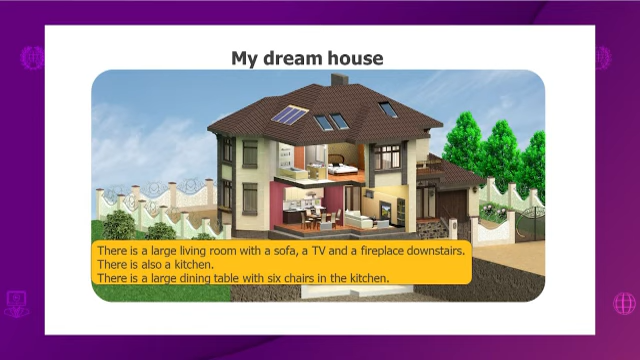 My dream house
There is a large living room with a sofa, a TV and a fireplace downstairs.
There is also a kitchen.
There is a large dining table with six chairs in the kitchen.